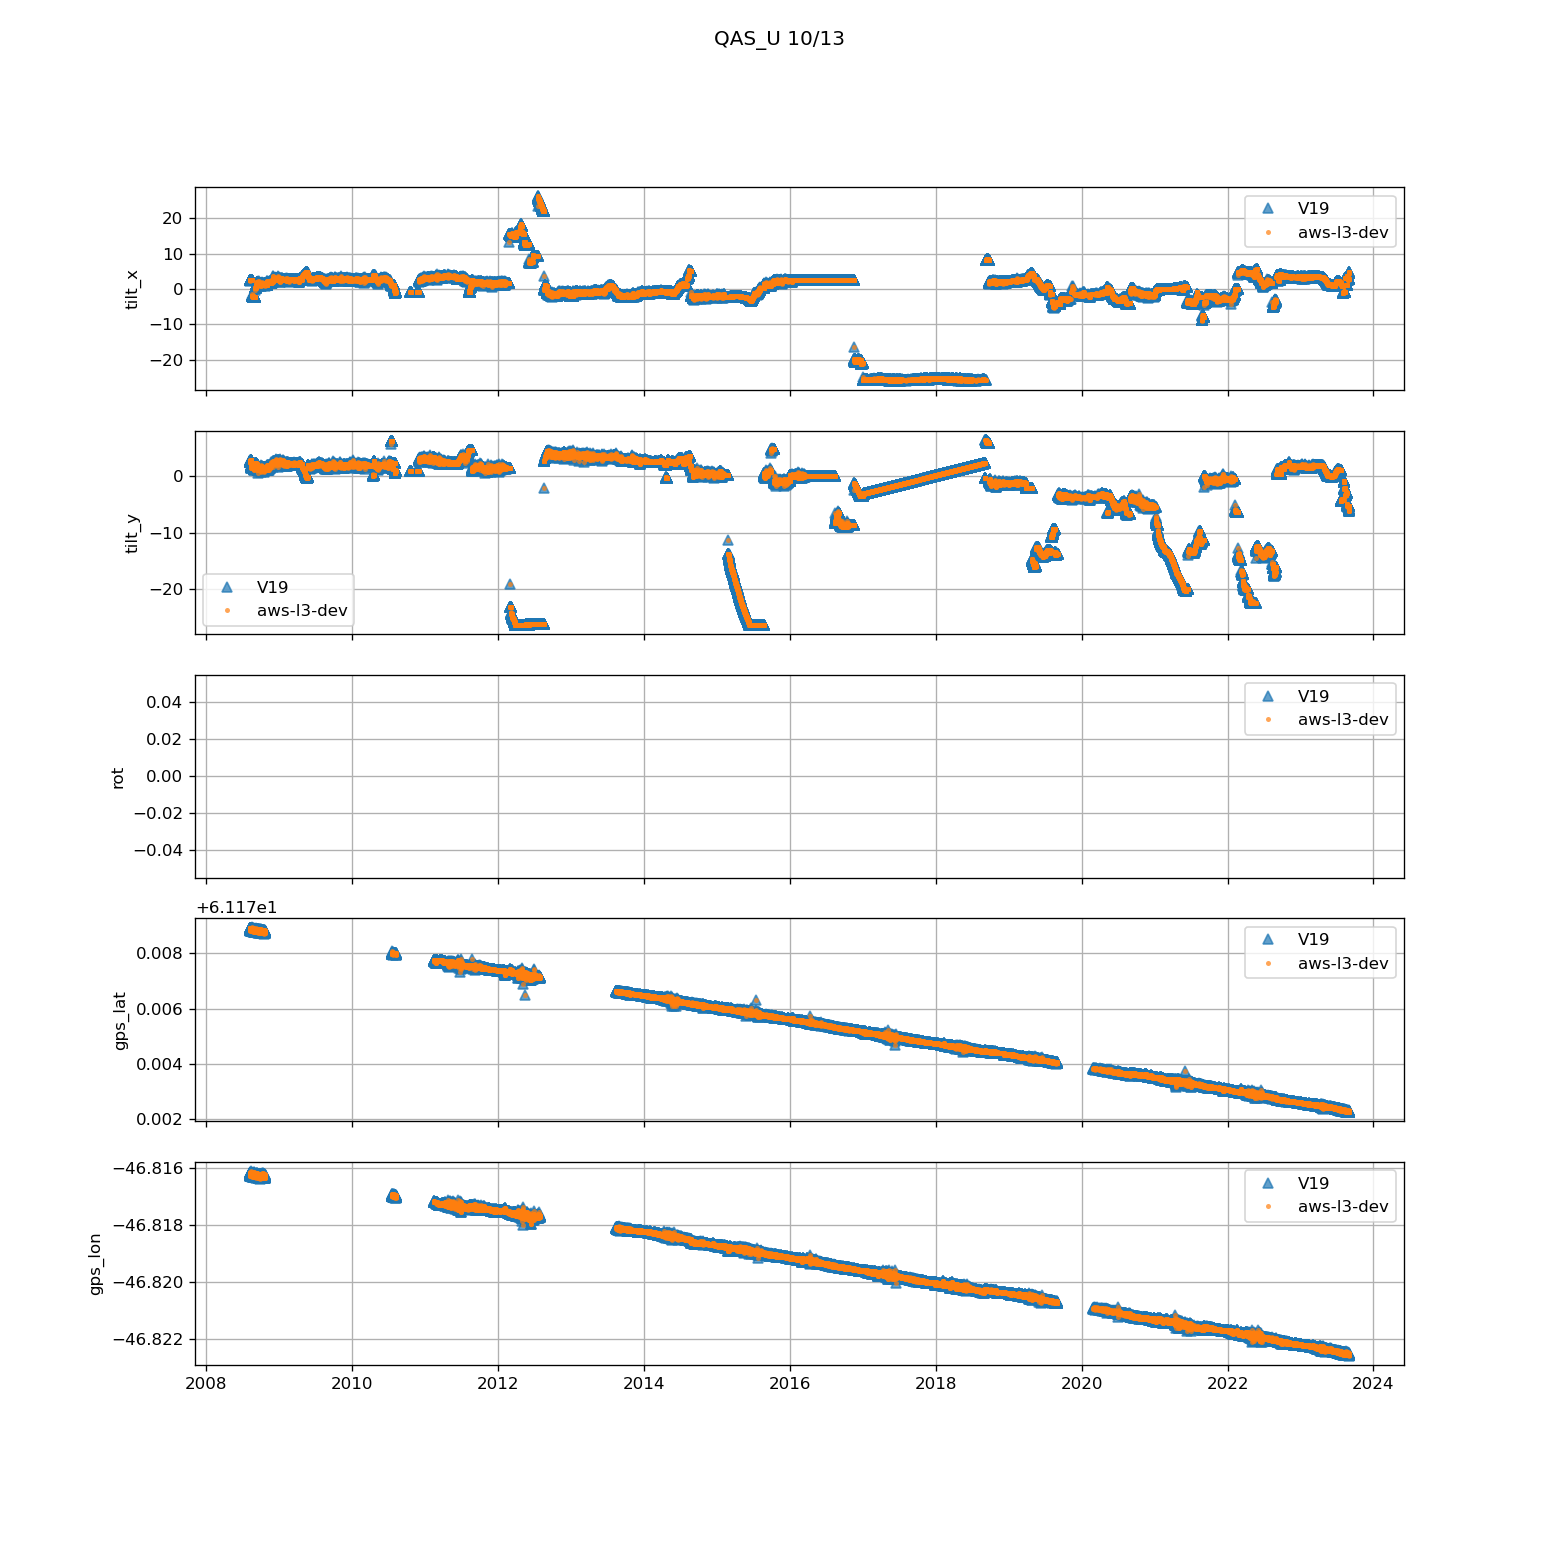 QAS_U 10/13
20
10
0
−10
−20
tilt_x
V19
aws-l3-dev
0
−10
−20
tilt_y
V19
aws-l3-dev
0.04
0.02
0.00
−0.02
−0.04
rot
V19
aws-l3-dev
+6.117e1
0.008
0.006
0.004
0.002
gps_lat
V19
aws-l3-dev
−46.816
−46.818
−46.820
−46.822
gps_lon
V19
aws-l3-dev
2008 2010 2012 2014 2016 2018 2020 2022 2024